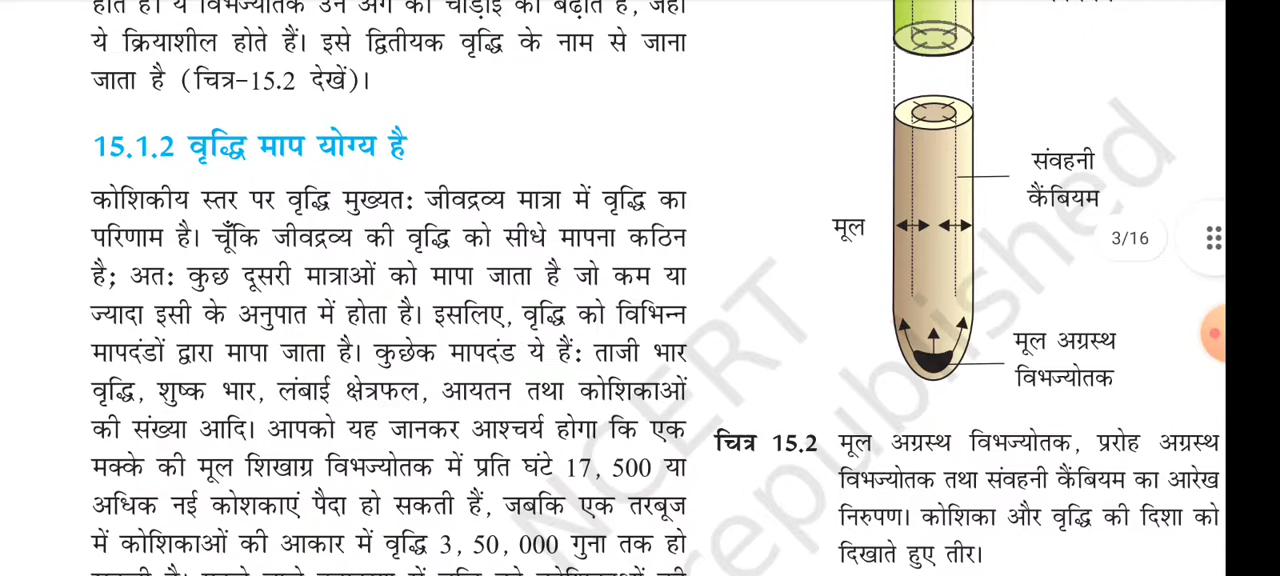 ये क्रियाशील होते हैं। इसे द्वितीयक वृद्धि के नाम से जाना
जाता है (चित्र-15.2 देखें)।
15.1.2 वृद्धि माप योग्य है
कोशिकीय स्तर पर वृद्धि मुख्यतः जीवद्रव्य मात्रा में वृद्धि का
परिणाम है। चूँकि जीवद्रव्य की वृद्धि को सीधे मापना कठिन
है; अतः कुछ दूसरी मात्राओं को मापा जाता है जो कम या
ज्यादा इसी के अनुपात में होता है। इसलिए, वृद्धि को विभिन्न
मापदंडों द्वारा मापा जाता है। कुछेक मापदंड ये हैं: ताजी भार
वृद्धि, शुष्क भार, लंबाई क्षेत्रफल, आयतन तथा कोशिकाओं
की संख्या आदि। आपको यह जानकर आश्चर्य होगा कि एक
मक्के की मूल शिखाग्र विभज्योतक में प्रति घंटे 17, 500 या
अधिक नई कोशकाएं पैदा हो सकती हैं, जबकि एक तरबूज
में कोशिकाओं की आकार में वृद्धि 3, 50, 000 गुना तक हो
संवहनी
कैंबियम
मूल
3/16
मूल अग्रस्थ
विभज्योतक
चित्र 15.2 मूल अग्रस्थ विभज्योतक, प्ररोह अग्रस्थ
विभज्योतक तथा संवहनी कैंबियम का आरेख
निरुपण। कोशिका और वृद्धि की दिशा को
दिखाते हुए तीर।
NCERT
republished